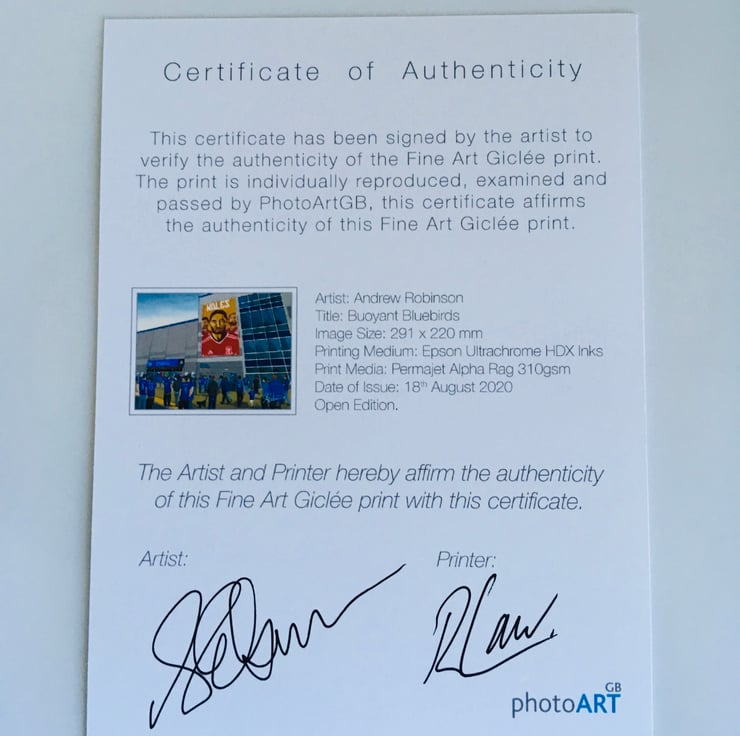 Certificate of Authenticity
This certificate has been signed by the artist to
verify the authenticity of the Fine Art Giclée print.
The print is individually reproduced, examined and
passed by PhotoArtGB, this certificate affirms
the authenticity of this Fine Art Giclée print.
WALES
Artist: Andrew Robinson
Title: Buoyant Bluebirds
Image Size: 291 x 220 mm
Printing Medium: Epson Ultrachrome HDX Inks
Print Media: Permajet Alpha Rag 310gsm
Date of Issue: 18th August 2020
Open Edition.
The Artist and Printer hereby affirm the authenticity
of this Fine Art Giclée print with this certificate.
Artist:
Printer:
photoART GB